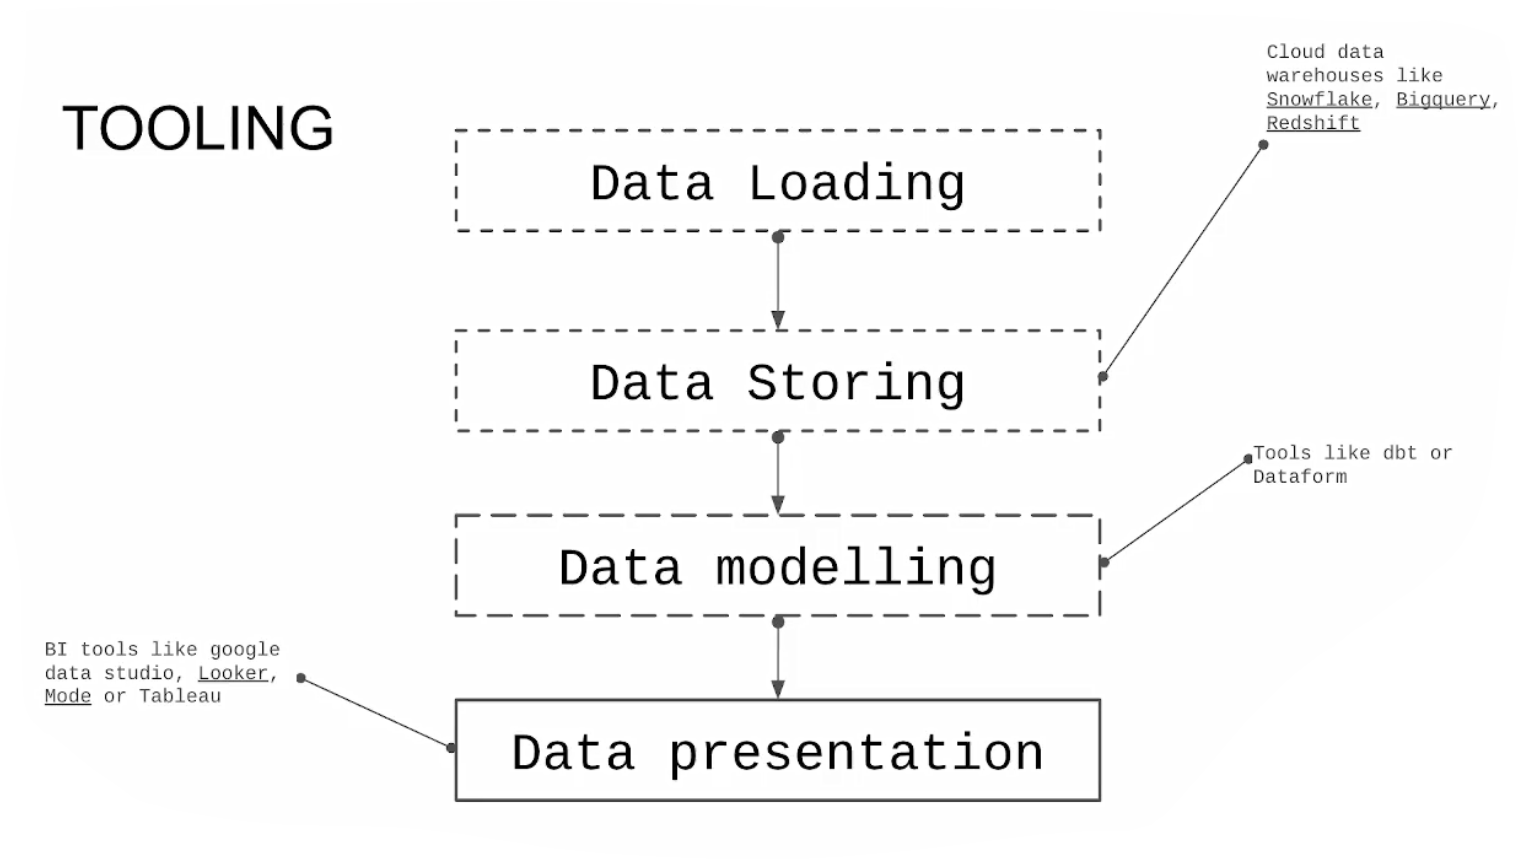 TOOLING
Cloud data
warehouses like
Snowflake, Bigquery,
Redshift
Data Loading
Data Storing
Tools like dbt or
Dataform
Data modelling
BI tools like google
data studio, Looker,
Mode or Tableau
Data presentation